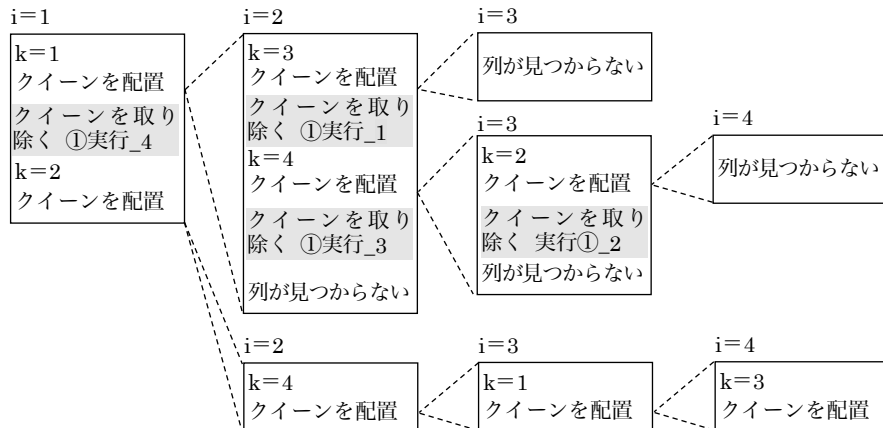 i＝1
k＝1
クイーンを配置
クイーンを取り
除く ①実行_4
k＝2
クイーンを配置
i＝2
k＝3
クイーンを配置
クイーンを取り
除く ①実行_1
k＝4
クイーンを配置
クイーンを取り
除く ①実行_3
列が見つからない
i＝3
列が見つからない
i＝3
k＝2
クイーンを配置
クイーンを取り
除く 実行①_2
列が見つからない
i＝4
列が見つからない
i＝2
k＝4
クイーンを配置
i＝3
k＝1
クイーンを配置
i＝4
k＝3
クイーンを配置